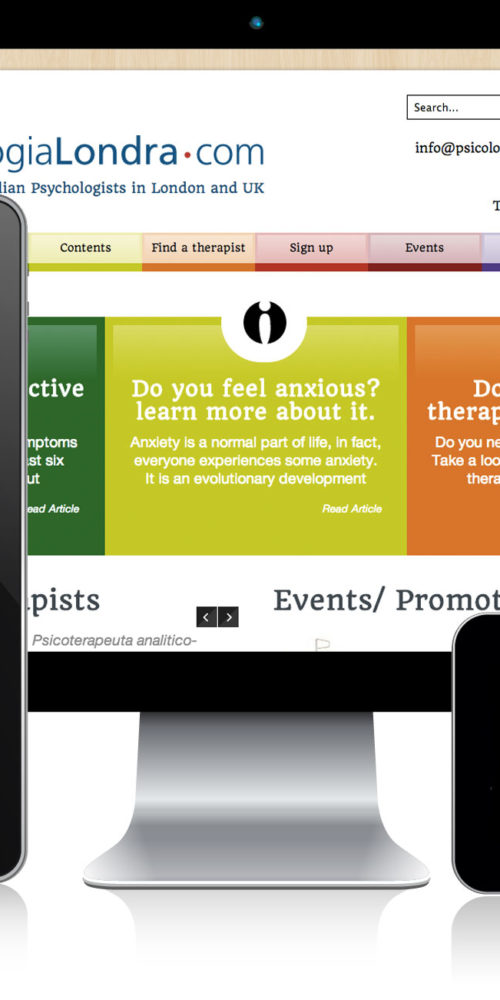 Search...
ogiaLondra.com
info@psicolo
lian Psychologists in London and UK
T
Contents
Find a therapist
Sign up
Events
ctive
mptoms
st six
ut
ead Article
Do you feel anxious?
learn more about it.
Anxiety is a normal part of life, in fact,
everyone experiences some anxiety.
It is an evolutionary development
Read Article
Do
therap
Do you ne
Take a loo
thera
pists
Events/ Promot
Psicoterapeuta analitico-